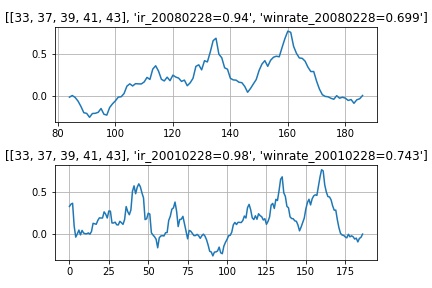 [[33, 37, 39, 41, 43], 'ir_20080228=0.94', 'winrate_20080228=0.699']
0.5
0.0
80 100 120 140 160 180
[[33, 37, 39, 41, 43], 'ir_20010228=0.98', 'winrate_20010228=0.743']
0.5
0.0
0 25 50 75 100 125 150 175